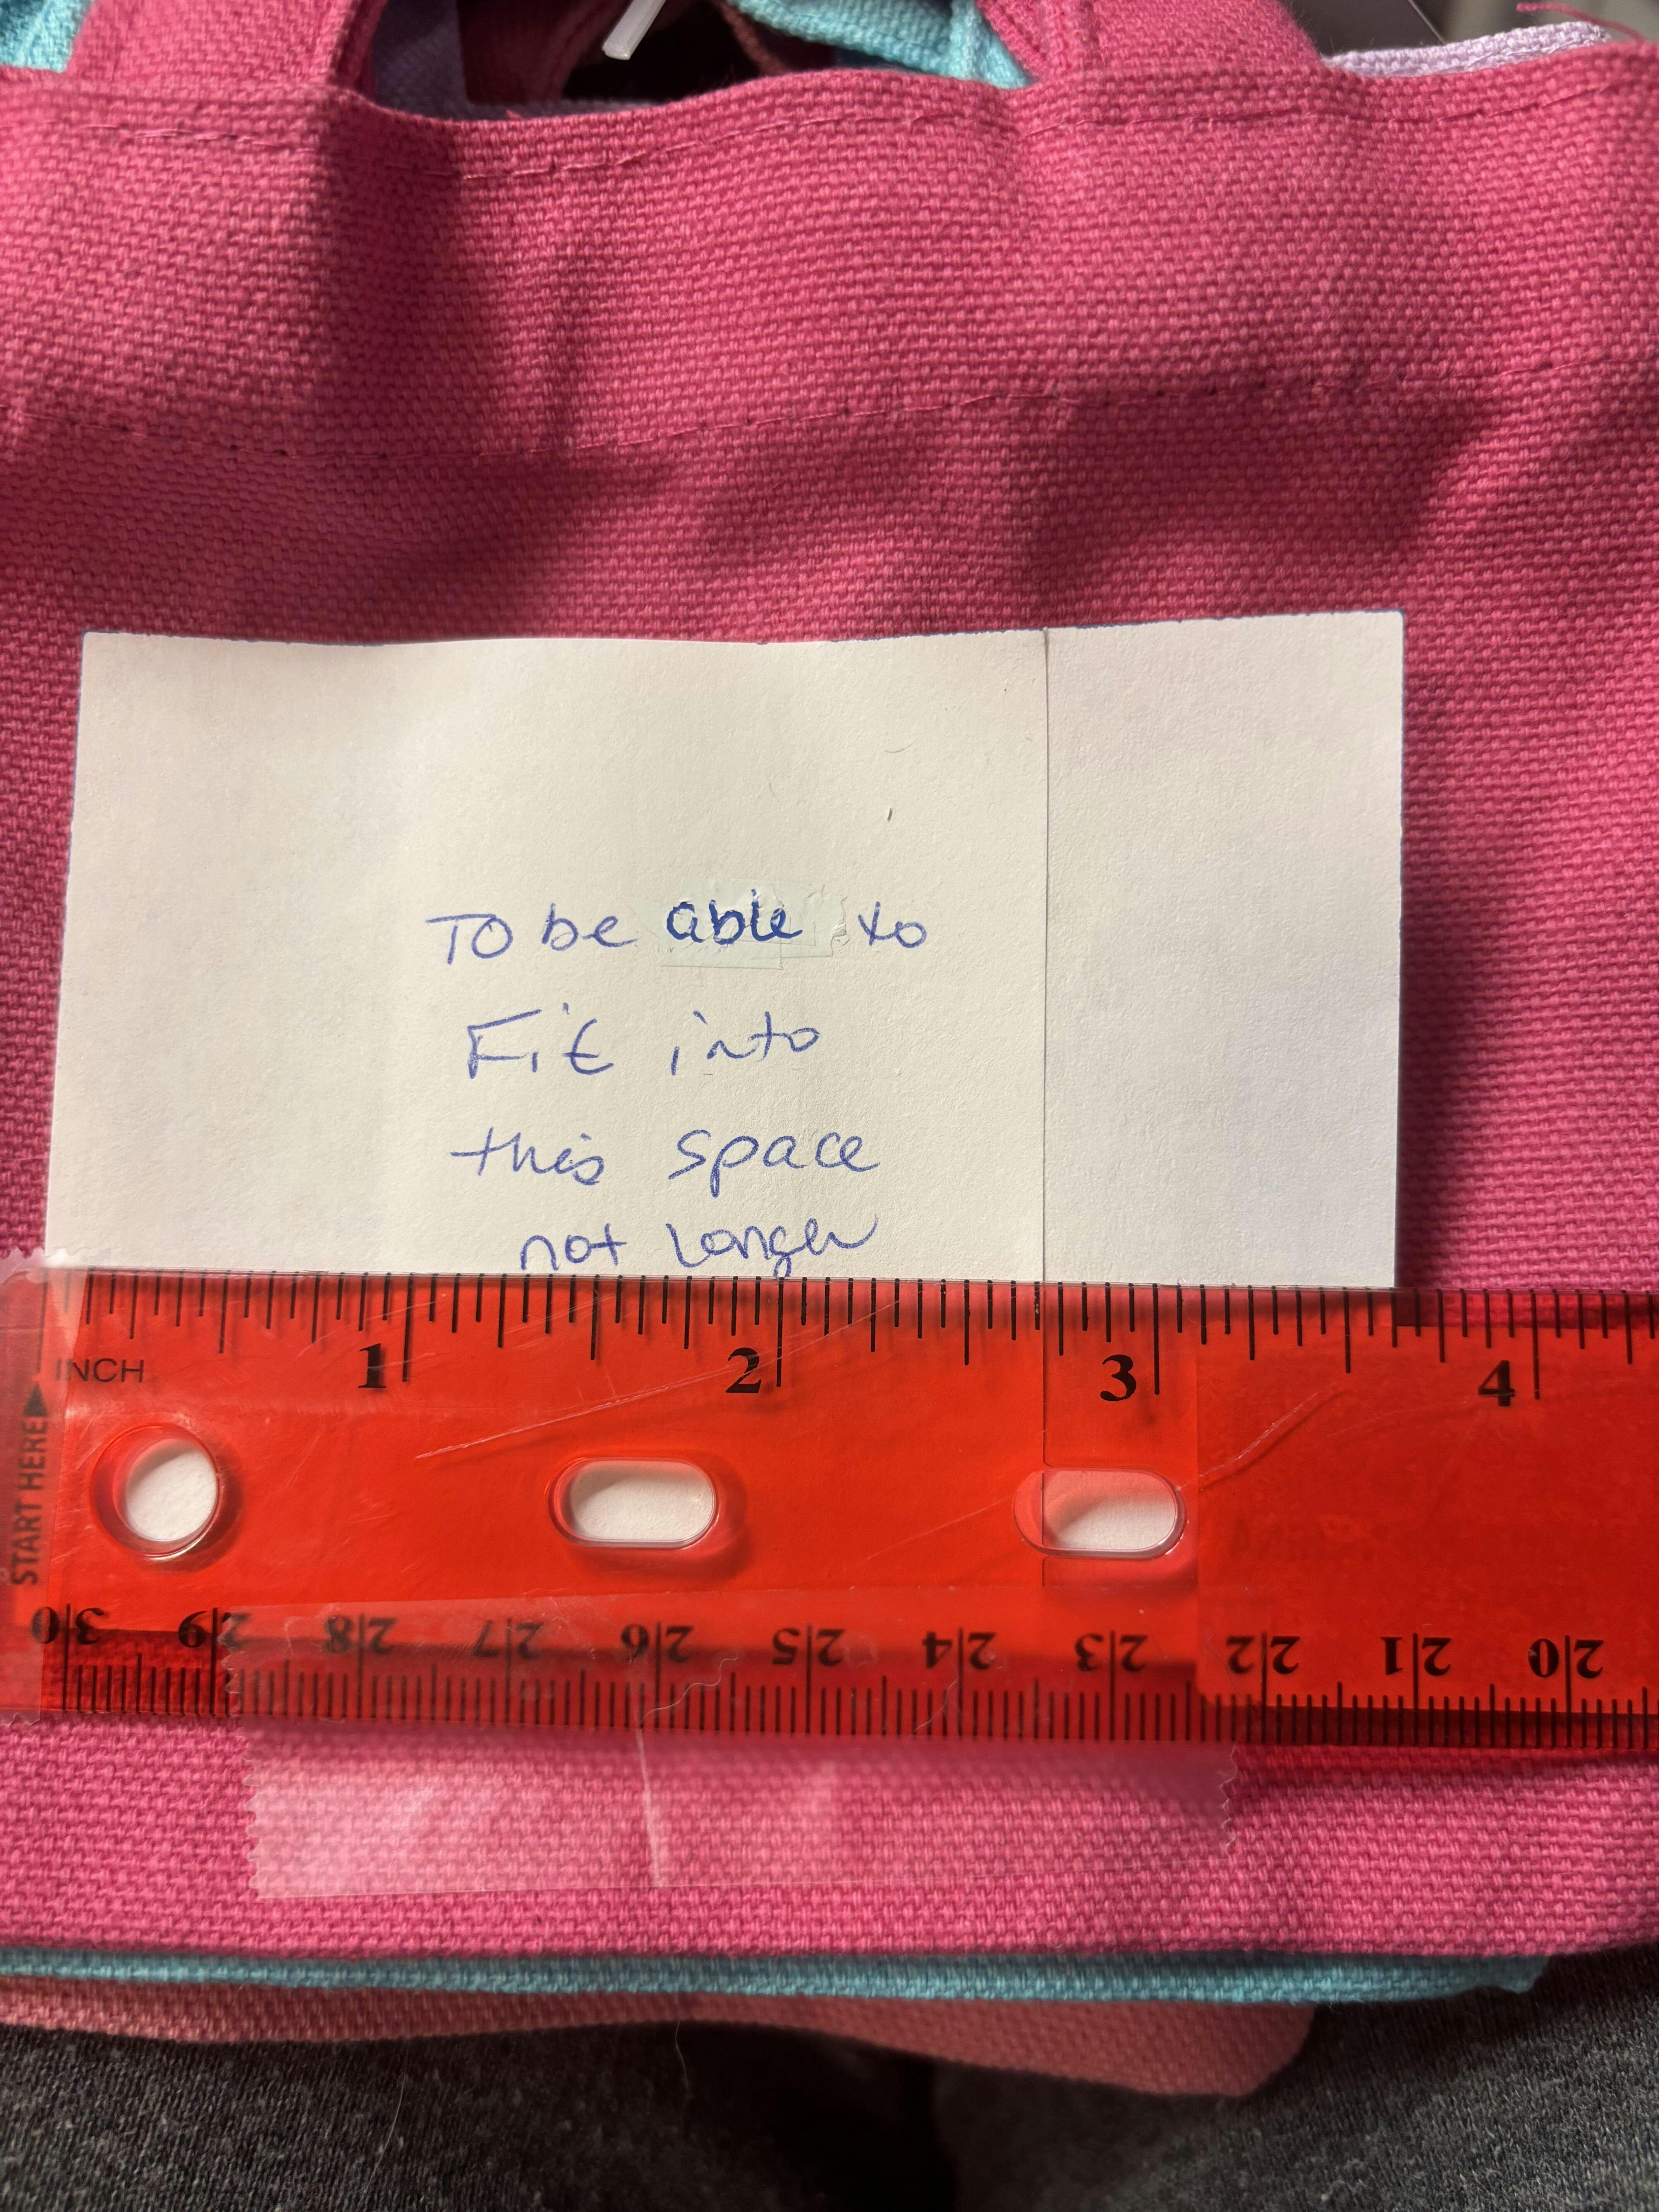 To be able to
Fit into
this space
not longer
INCH 1 2 3 4
START HERE
30 29 28 27 26 25 24 23 22 21 20